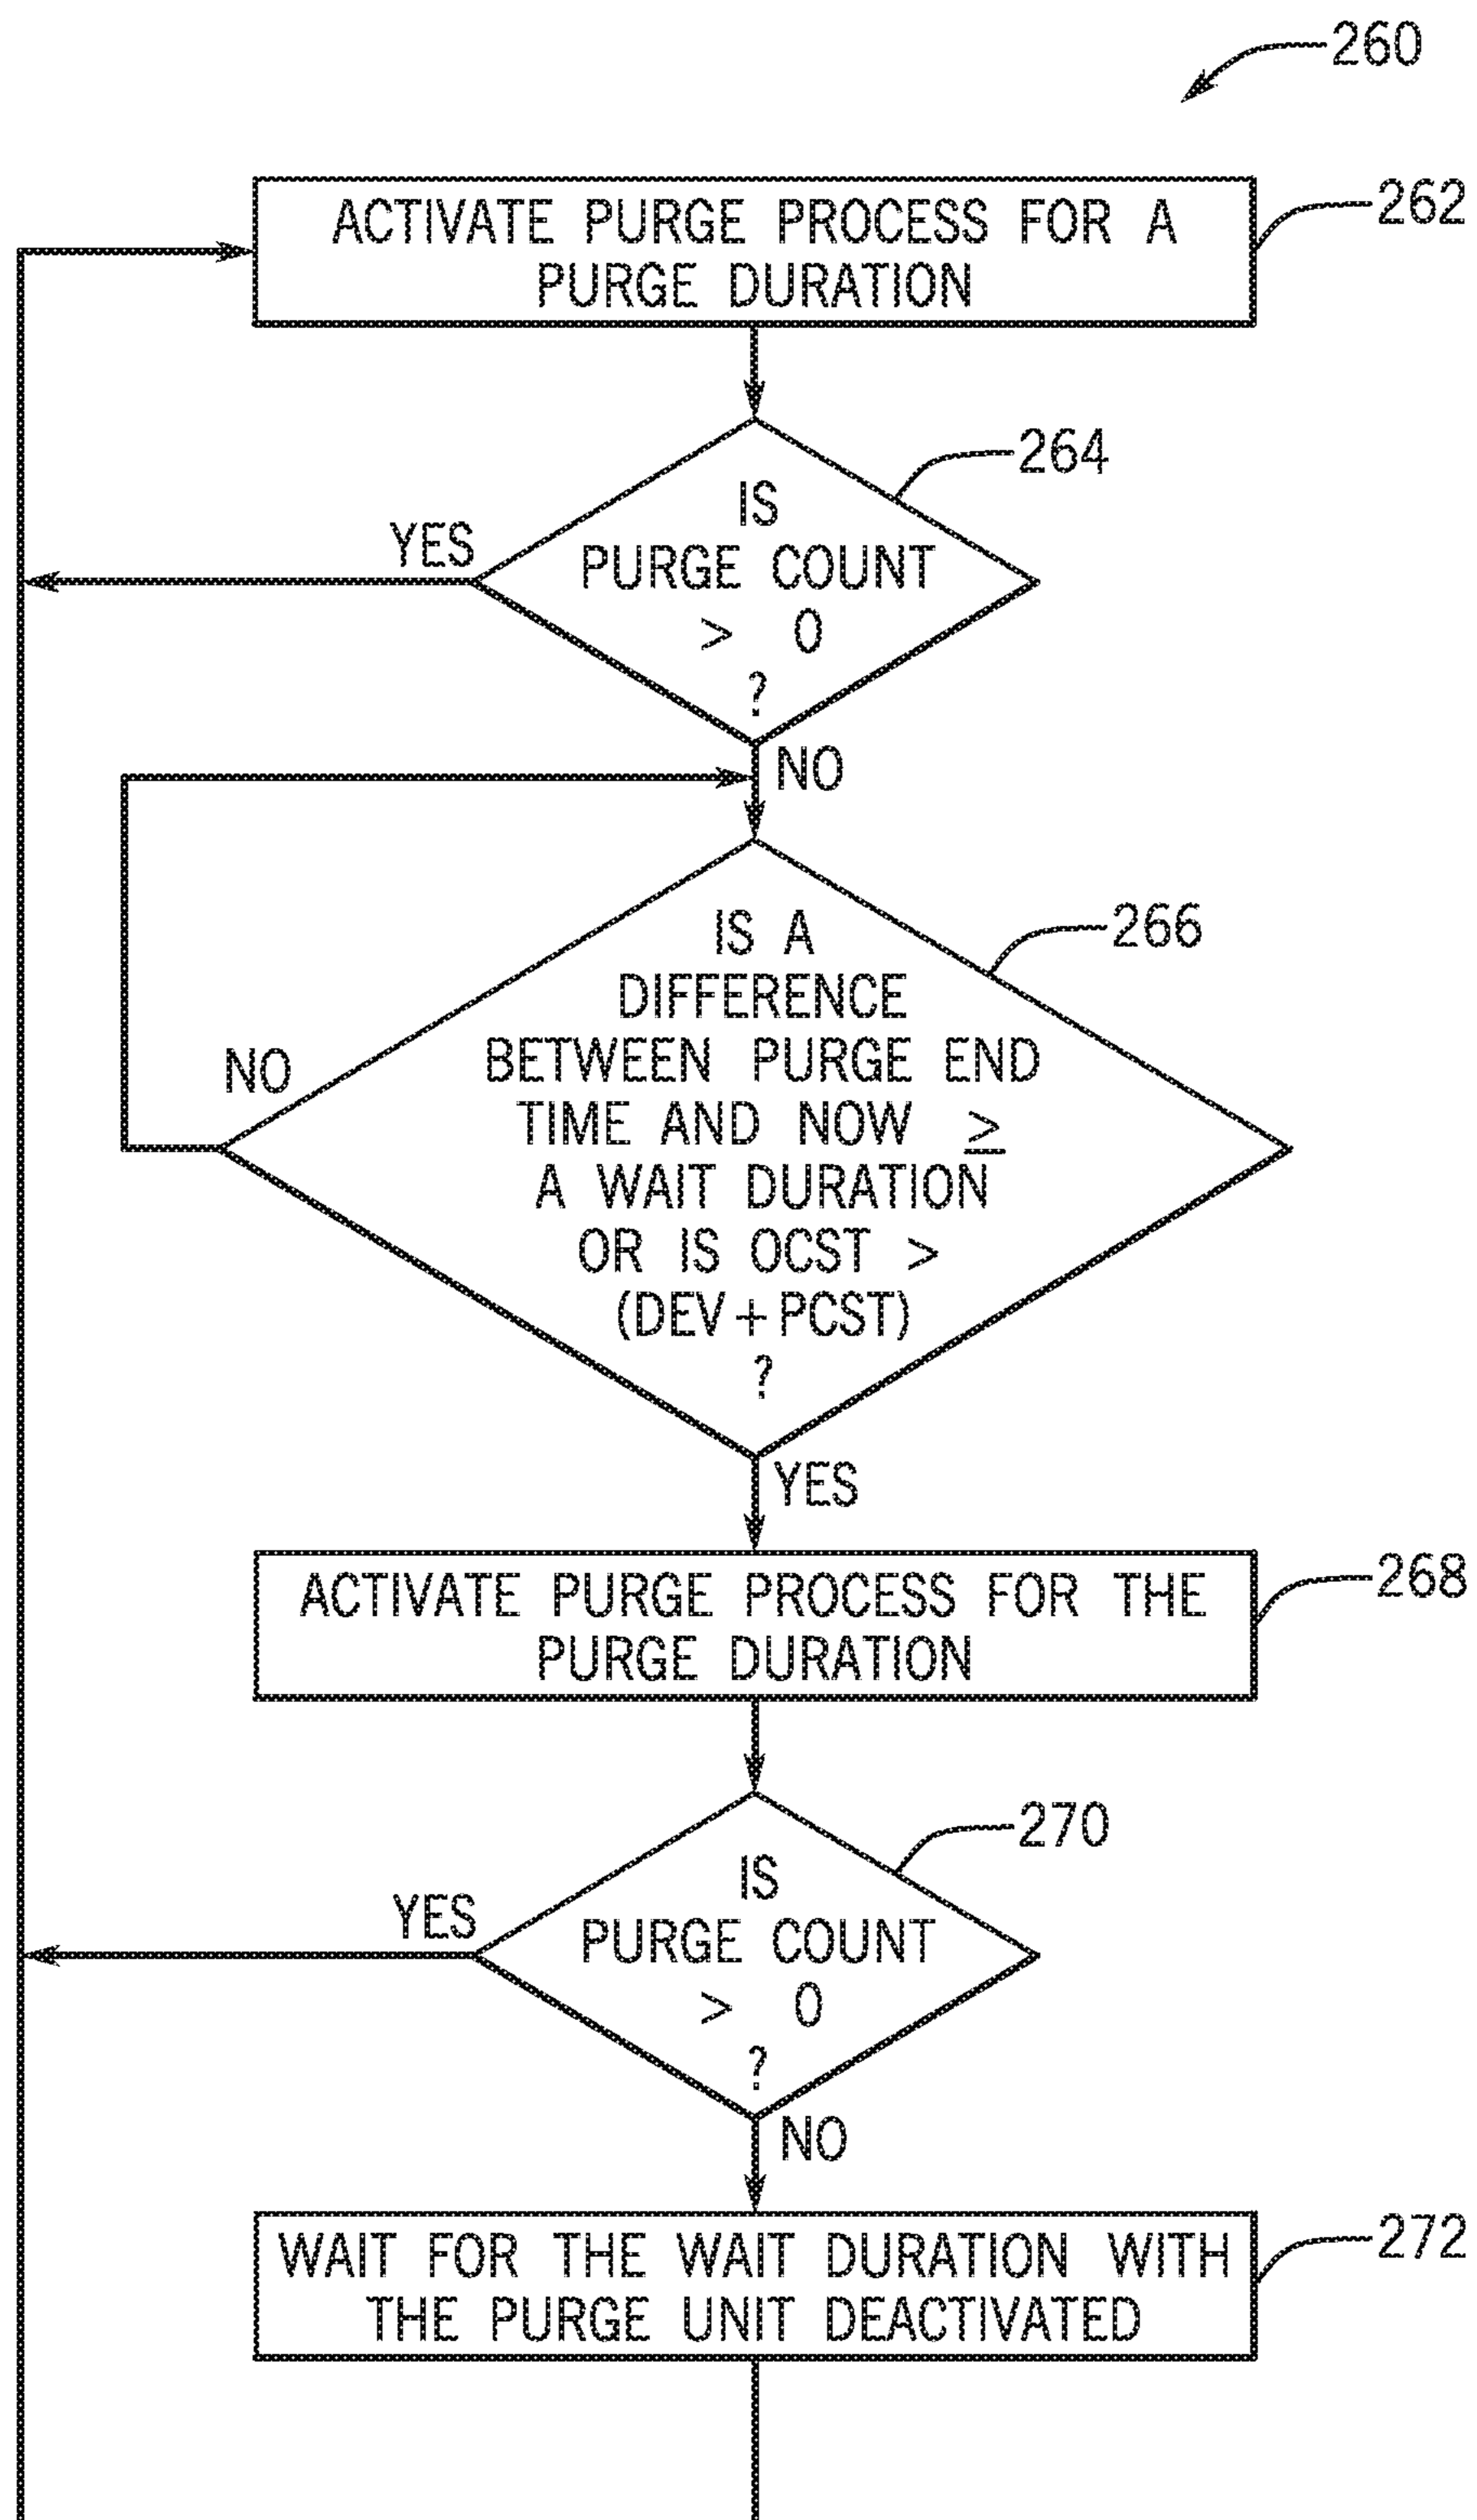 260
ACTIVATE PURGE PROCESS FOR A
PURGE DURATION
262
264
IS
PURGE COUNT
> 0
?
YES
NO
266
IS A
DIFFERENCE
BETWEEN PURGE END
TIME AND NOW ≥
A WAIT DURATION
OR IS OCST >
(DEV+PCST)
?
NO
YES
ACTIVATE PURGE PROCESS FOR THE
PURGE DURATION
268
270
IS
PURGE COUNT
> 0
?
YES
NO
WAIT FOR THE WAIT DURATION WITH
THE PURGE UNIT DEACTIVATED
272